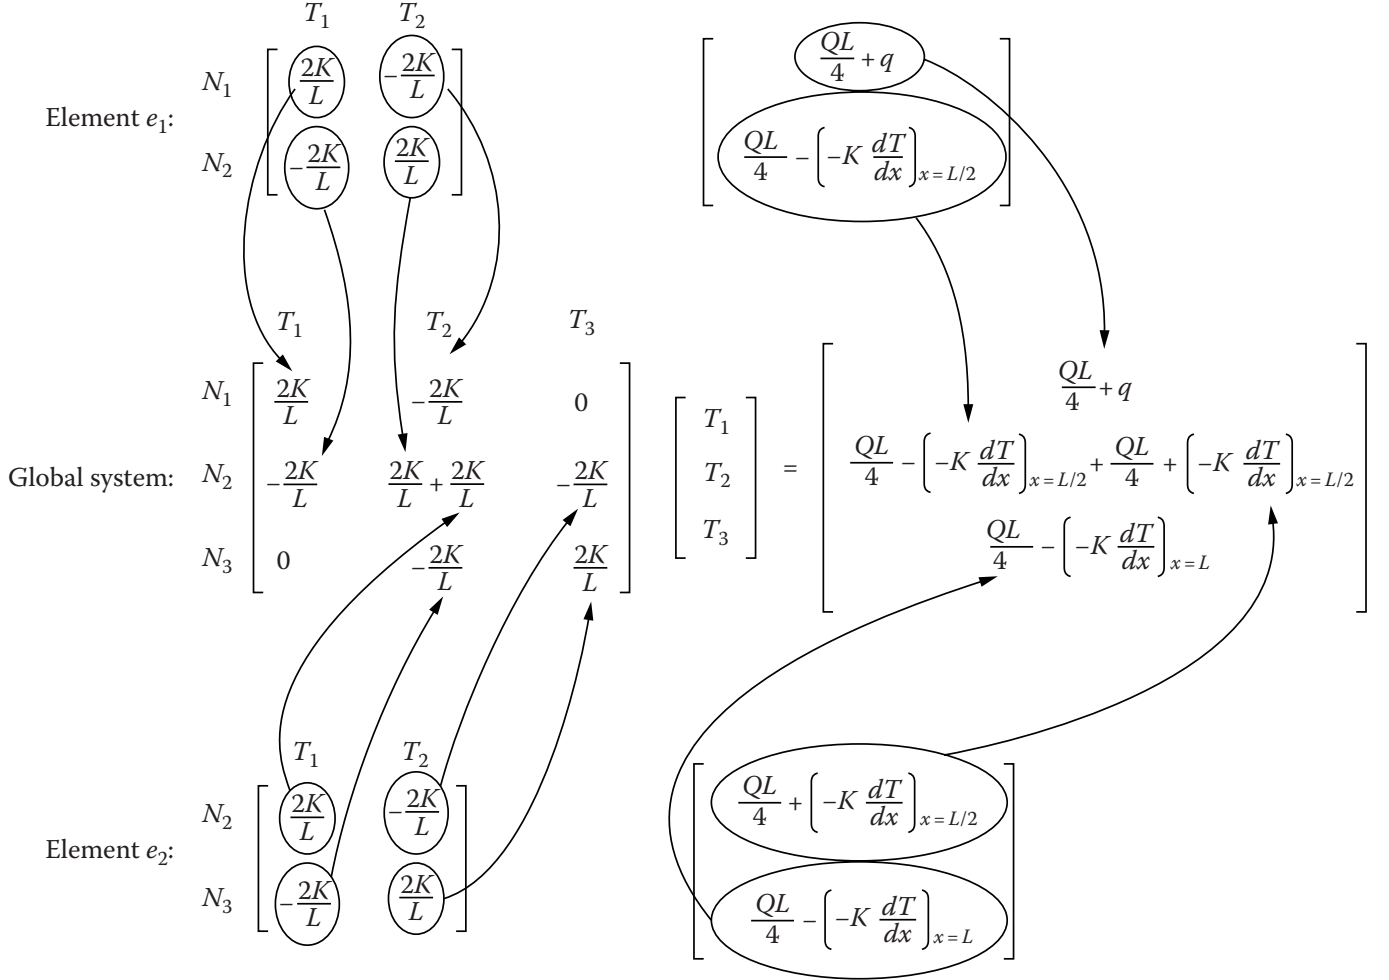 T₁ T₂
N₁ 2K/L −2K/L QL/4 + q
Element e₁:
N₂ −2K/L 2K/L QL/4 − (−K dT/dx)ₓ ₌ L/2
T₁ T₂ T₃
N₁ 2K/L −2K/L 0 QL/4 + q
T₁
Global system: N₂ −2K/L 2K/L + 2K/L −2K/L T₂ = QL/4 − (−K dT/dx)ₓ ₌ L/2 + QL/4 + (−K dT/dx)ₓ ₌ L/2
T₃
N₃ 0 −2K/L 2K/L QL/4 − (−K dT/dx)ₓ ₌ L
T₁ T₂
N₂ 2K/L −2K/L QL/4 + (−K dT/dx)ₓ ₌ L/2
Element e₂:
N₃ −2K/L 2K/L QL/4 − (−K dT/dx)ₓ ₌ L